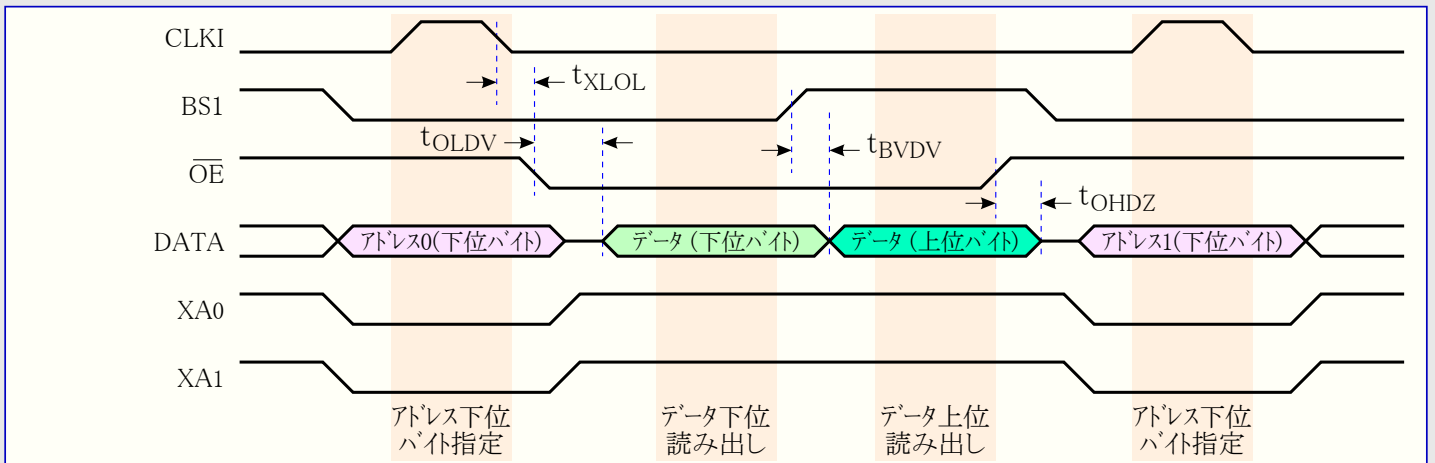 CLKI
tXLOL
BS1
tOLDV
tBVDV
OE
tOHDZ
DATA
アドレス0(下位バイト)
データ (下位バイト)
データ (上位バイト)
アドレス1(下位バイト)
XA0
XA1
アドレス下位
バイト指定
データ下位
読み出し
データ上位
読み出し
アドレス下位
バイト指定